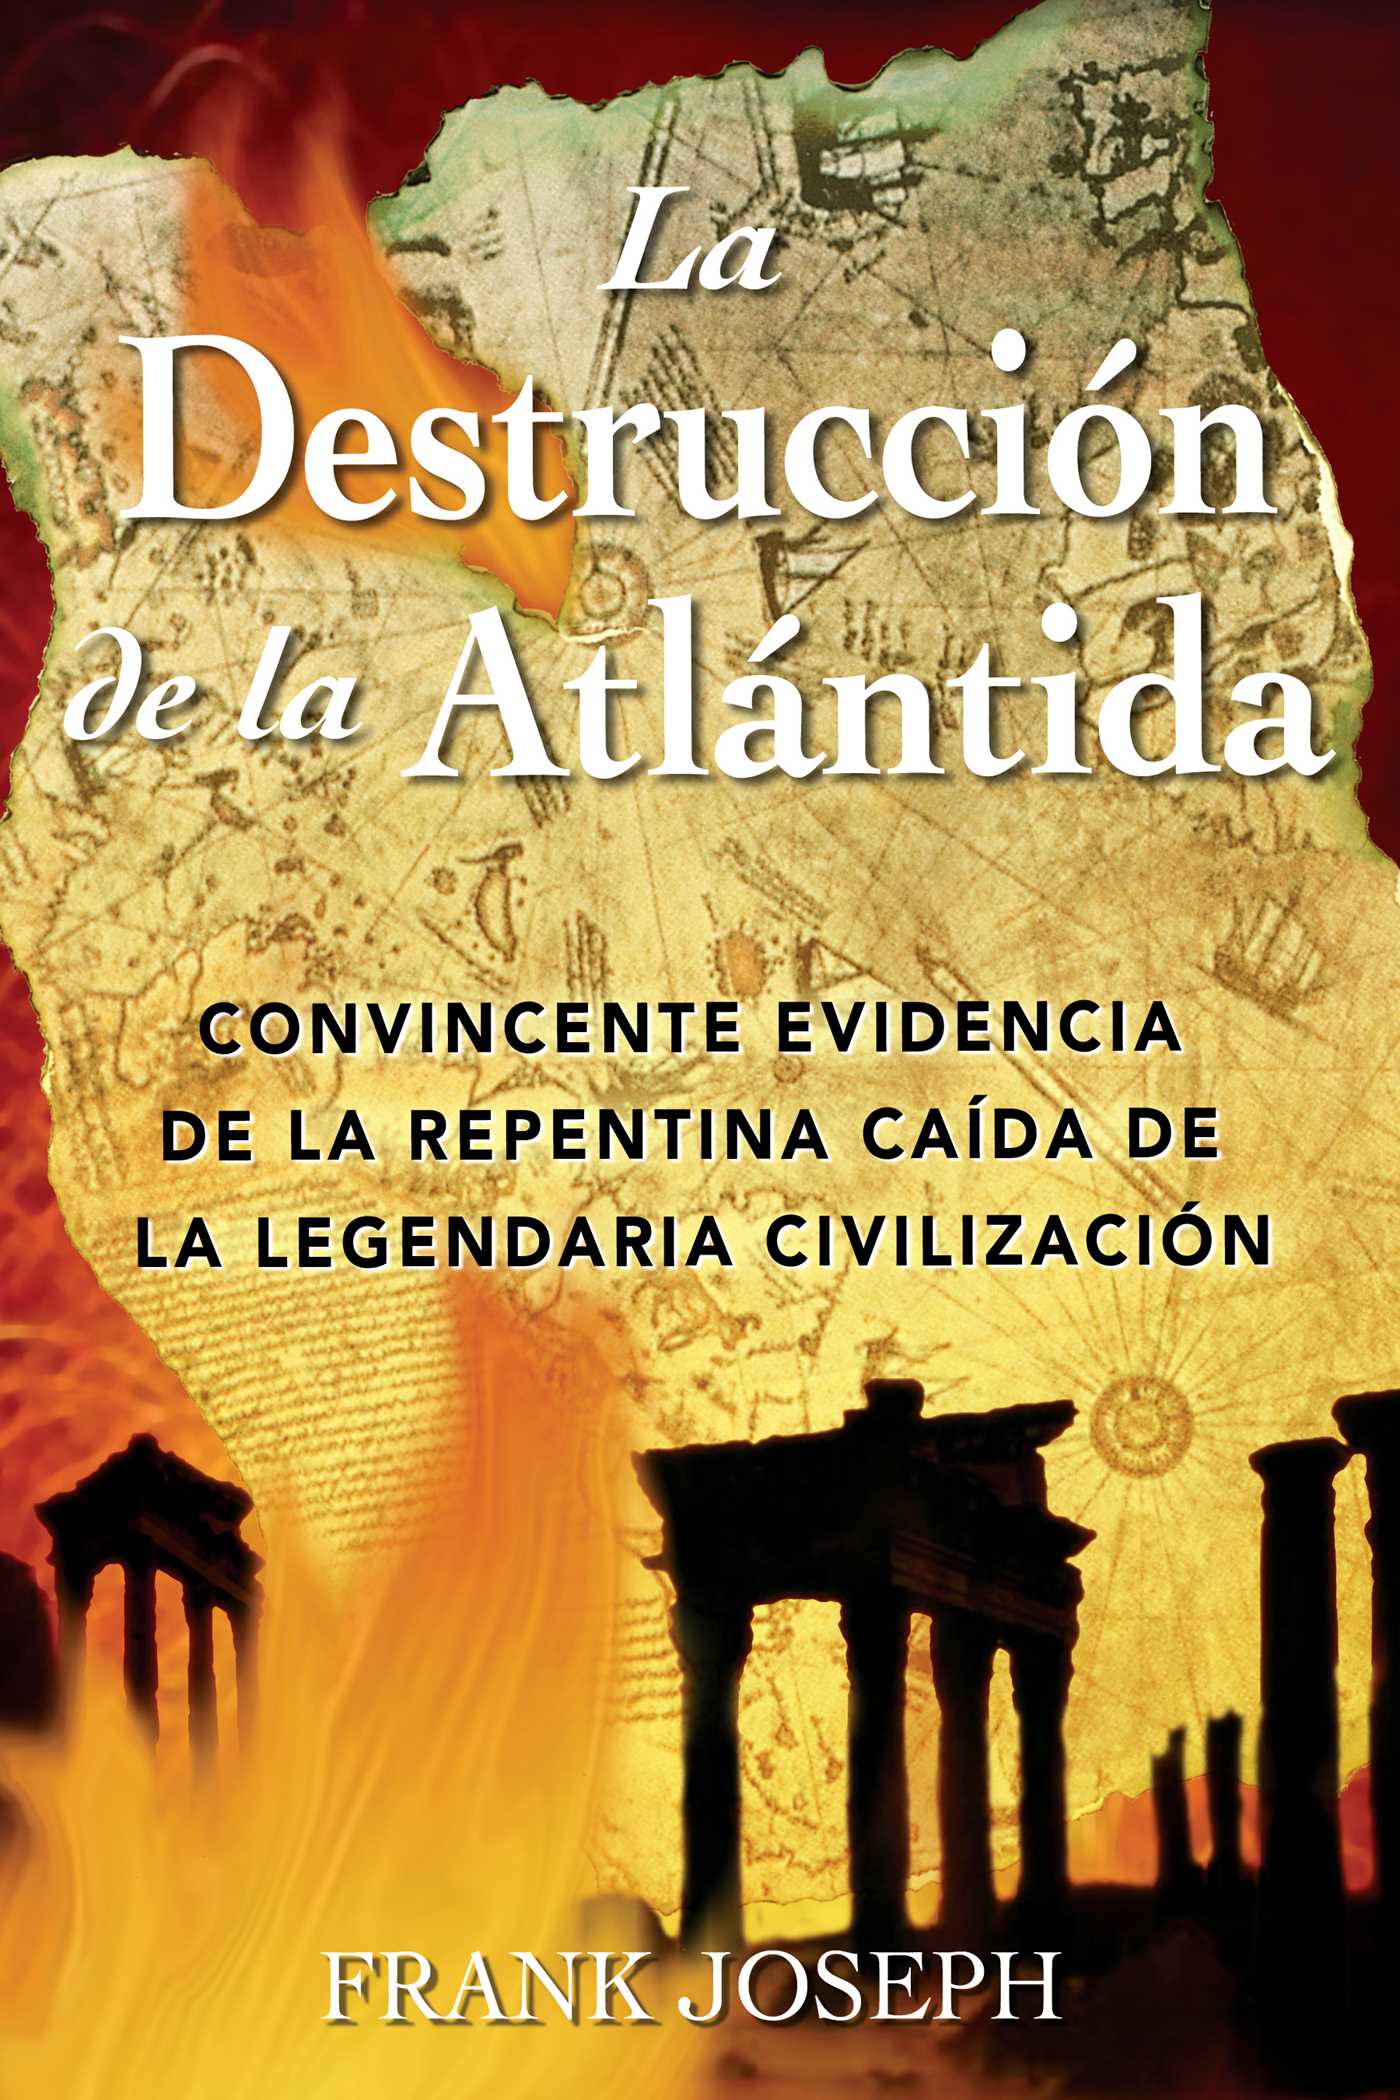 La
Destrucción
de la Atlántida
CONVINCENTE EVIDENCIA
DE LA REPENTINA CAÍDA DE
LA LEGENDARIA CIVILIZACIÓN
FRANK JOSEPH